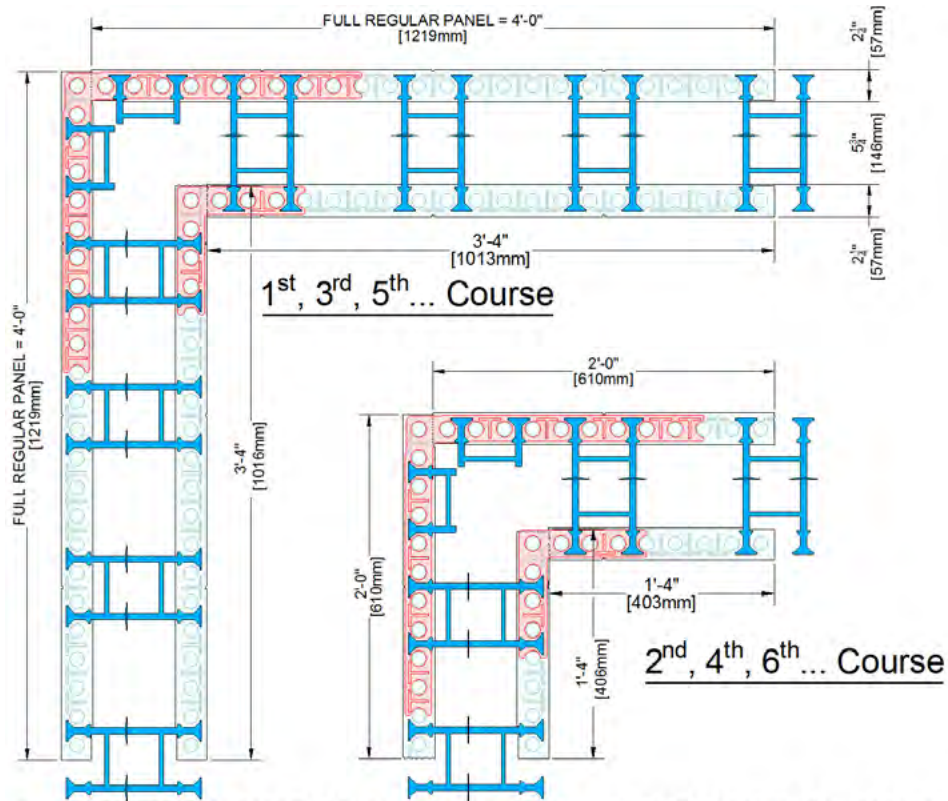 FULL REGULAR PANEL = 4'-0"
[1219mm]
2¼"
[57mm]
5¾"
[146mm]
2¼"
[57mm]
3'-4"
[1013mm]
1st, 3rd, 5th... Course
FULL REGULAR PANEL = 4'-0"
[1219mm]
3'-4"
[1016mm]
2'-0"
[610mm]
2'-0"
[610mm]
1'-4"
[403mm]
1'-4"
[406mm]
2nd, 4th, 6th... Course